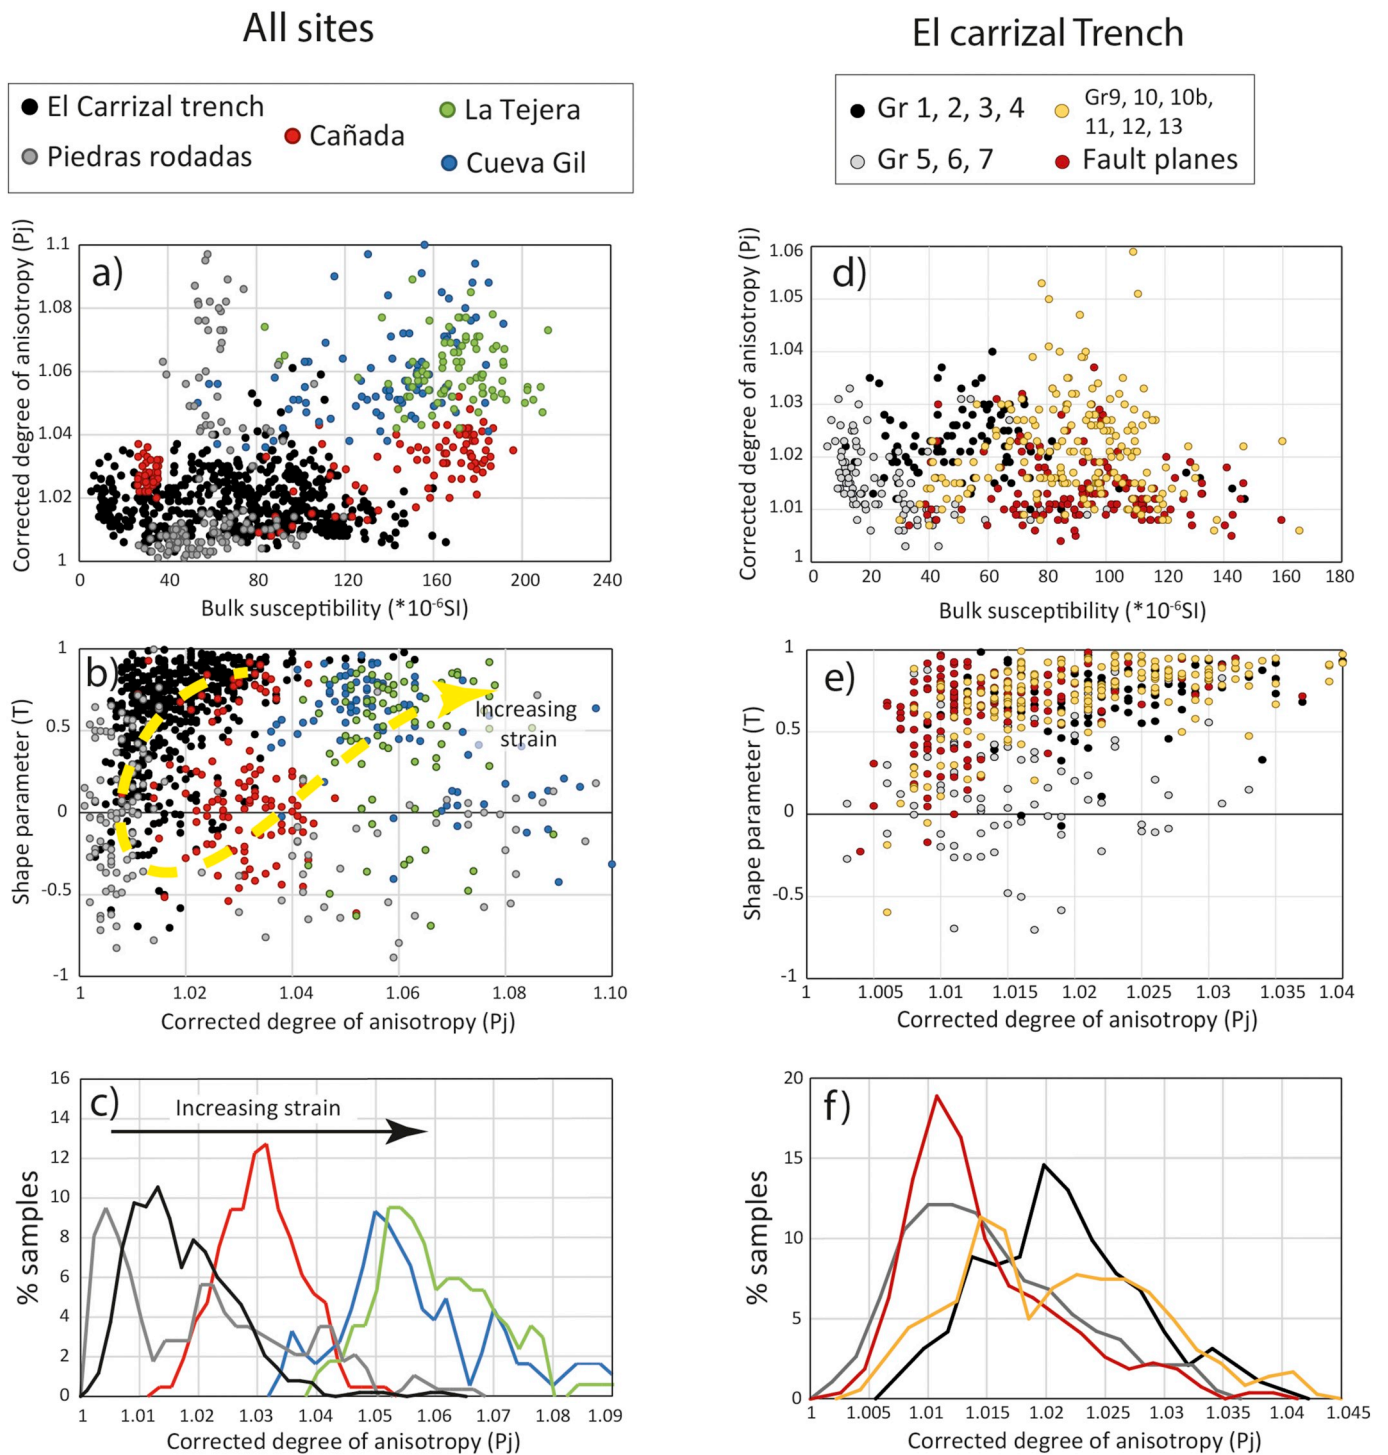 All sites
El Carrizal trench
Piedras rodadas
Cañada
La Tejera
Cueva Gil
a)
Corrected degree of anisotropy (Pj)
1.1
1.08
1.06
1.04
1.02
1
0 40 80 120 160 200 240
Bulk susceptibility (*10⁻⁶SI)
b)
Shape parameter (T)
1
0.5
0
-0.5
-1
Increasing
strain
1 1.02 1.04 1.06 1.08 1.10
Corrected degree of anisotropy (Pj)
c)
% samples
16
14
12
10
8
6
4
2
0
Increasing strain
1 1.01 1.02 1.03 1.04 1.05 1.06 1.07 1.08 1.09
Corrected degree of anisotropy (Pj)
El carrizal Trench
Gr 1, 2, 3, 4
Gr 5, 6, 7
Gr9, 10, 10b,
11, 12, 13
Fault planes
d)
Corrected degree of anisotropy (Pj)
1.06
1.05
1.04
1.03
1.02
1.01
1
0 20 40 60 80 100 120 140 160 180
Bulk susceptibility (*10⁻⁶SI)
e)
Shape parameter (T)
1
0.5
0
-0.5
-1
1 1.005 1.01 1.015 1.02 1.025 1.03 1.035 1.04
Corrected degree of anisotropy (Pj)
f)
% samples
20
15
10
5
0
1 1.005 1.01 1.015 1.02 1.025 1.03 1.035 1.04 1.045
Corrected degree of anisotropy (Pj)